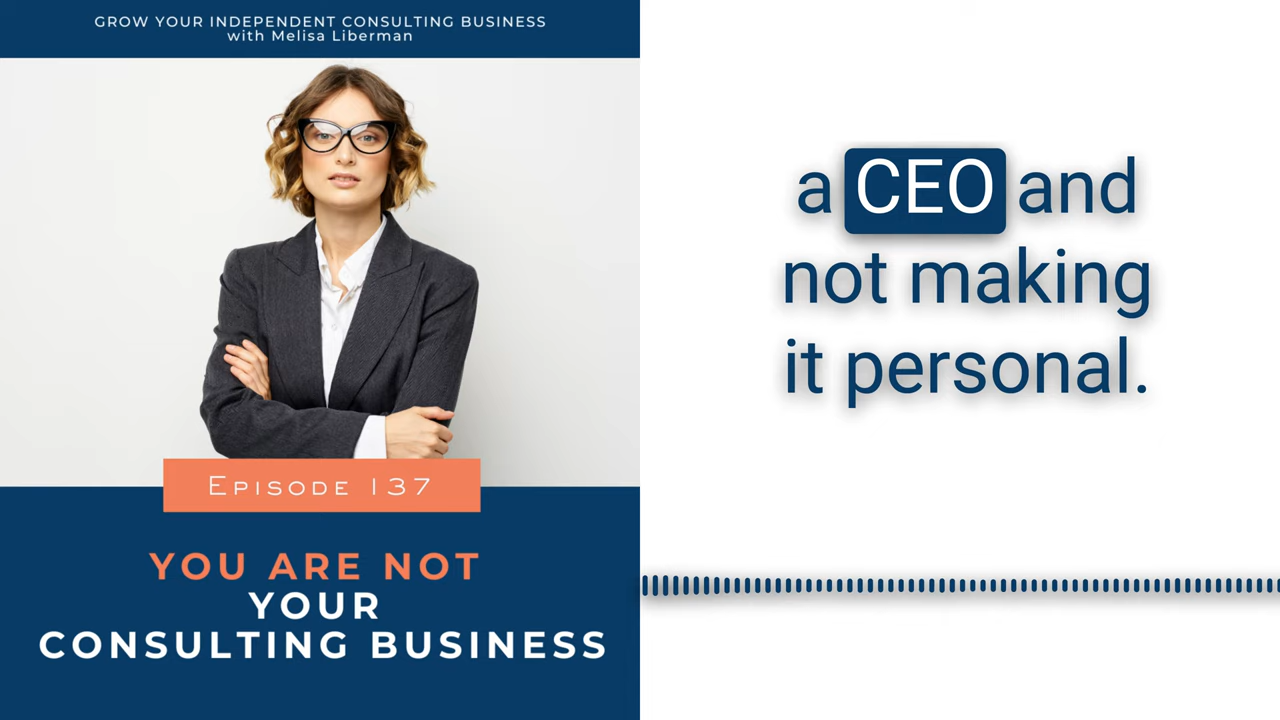 GROW YOUR INDEPENDENT CONSULTING BUSINESS
with Melisa Liberman
EPISODE 137
YOU ARE NOT
YOUR
CONSULTING BUSINESS
a CEO and
not making
it personal.